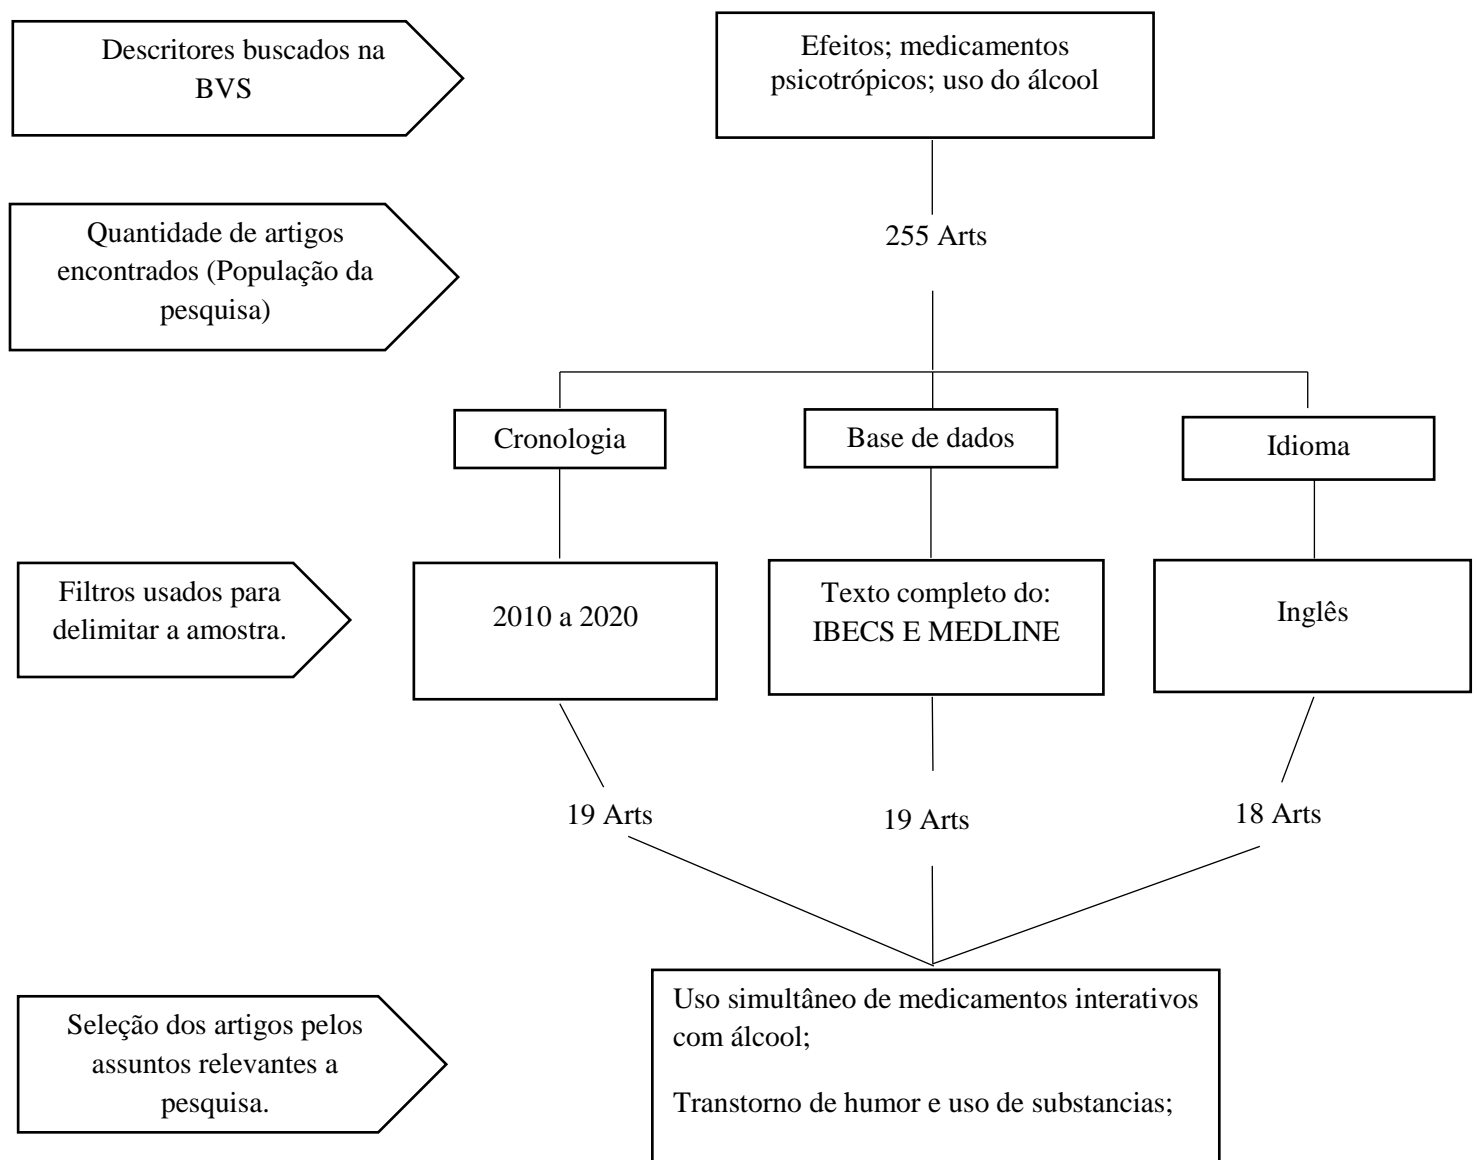 Descritores buscados na
BVS
Efeitos; medicamentos
psicotrópicos; uso do álcool
Quantidade de artigos
encontrados (População da
pesquisa)
255 Arts
Cronologia
Base de dados
Idioma
Filtros usados para
delimitar a amostra.
2010 a 2020
Texto completo do:
IBECS E MEDLINE
Inglês
19 Arts
19 Arts
18 Arts
Seleção dos artigos pelos
assuntos relevantes a
pesquisa.
Uso simultâneo de medicamentos interativos
com álcool;
Transtorno de humor e uso de substancias;